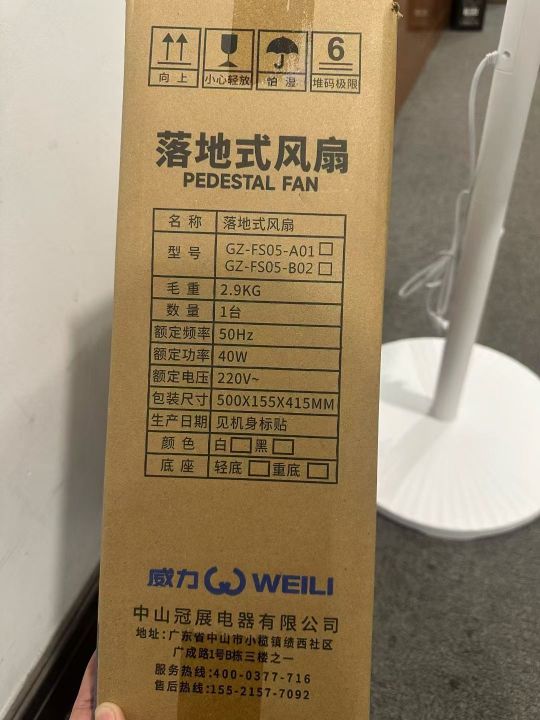 6
向上
小心轻放
怕湿
堆码极限
落地式风扇
PEDESTAL FAN
名称 落地式风扇
型号 GZ-FS05-A01□
GZ-FS05-B02□
毛重 2.9KG
数量 1台
额定频率 50Hz
额定功率 40W
额定电压 220V~
包装尺寸 500X155X415MM
生产日期 见机身标贴
颜色 白□黑□
底座 轻底□重底□
威力 WEILI
中山冠展电器有限公司
地址:广东省中山市小榄镇绩西社区
广成路1号B栋三楼之一
服务热线:400-0377-716
售后热线:155-2157-7092